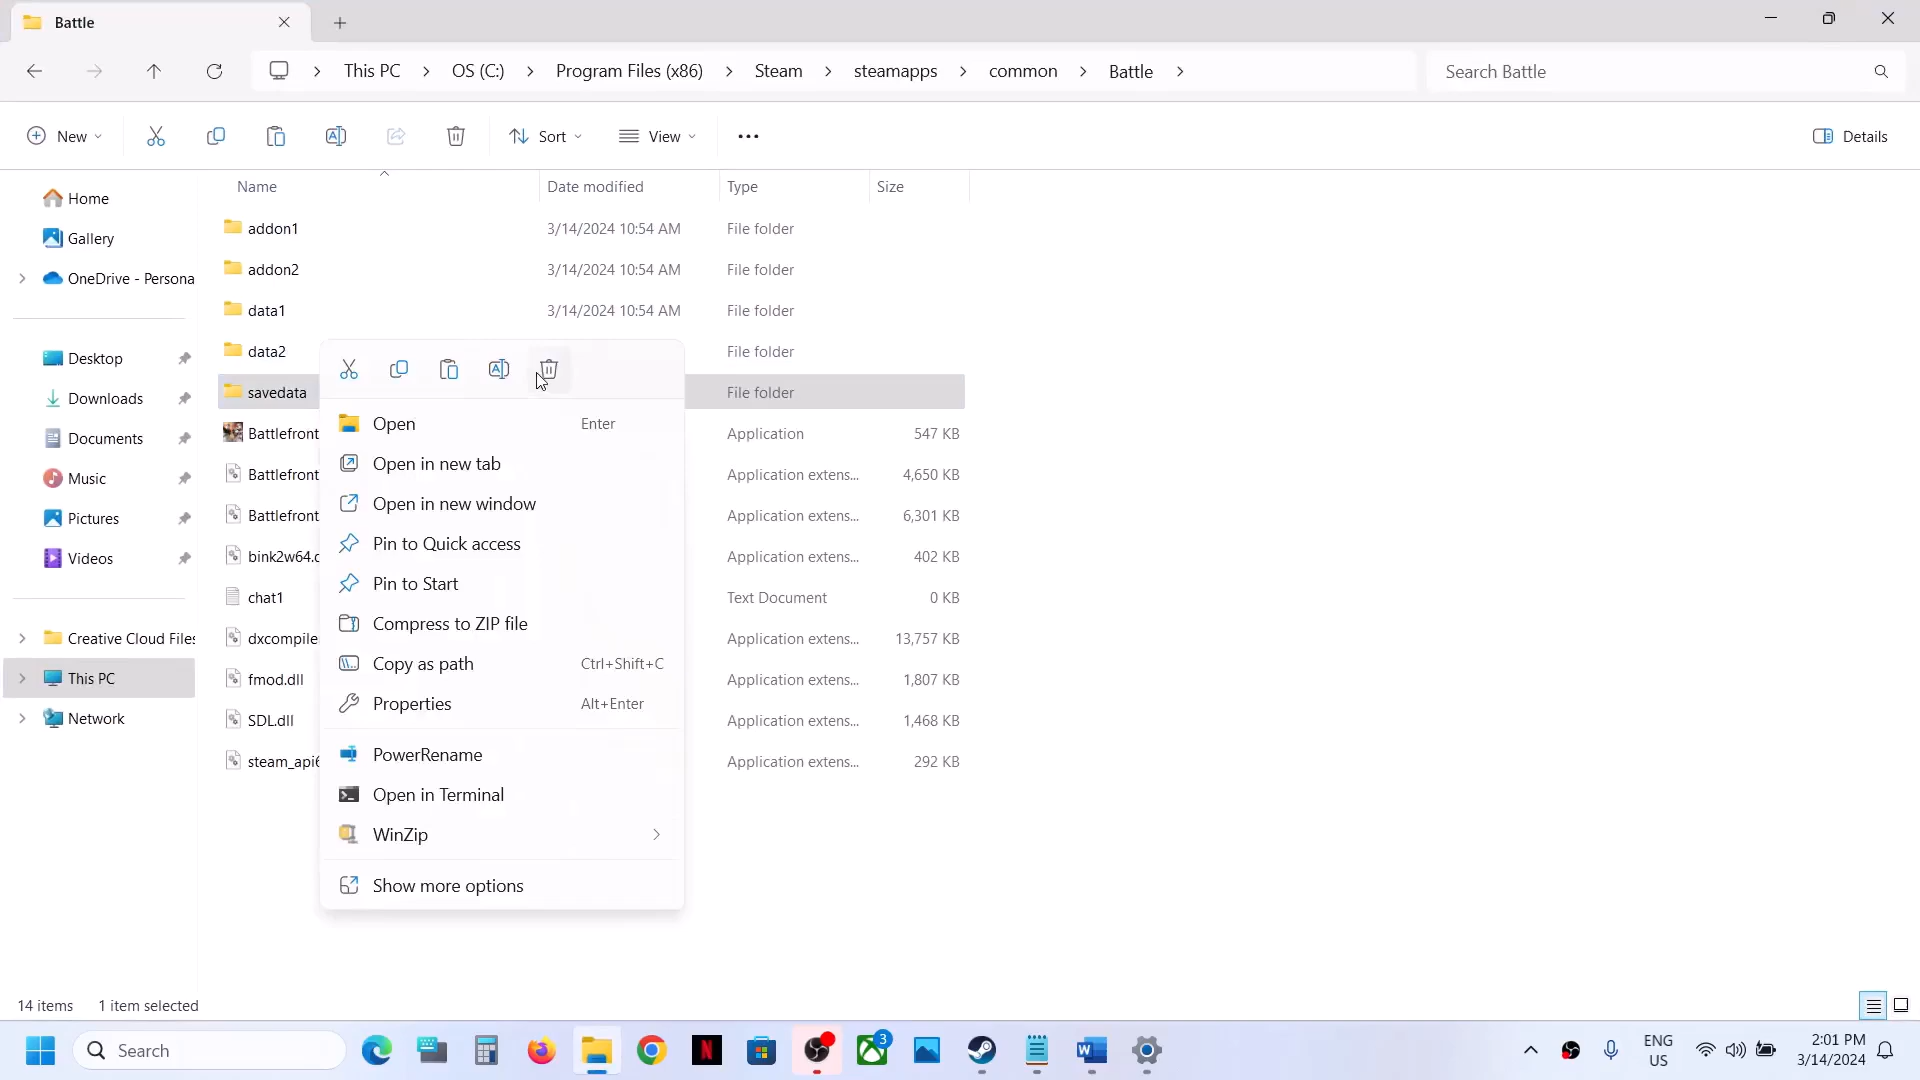 Battle
This PC
OS (C:)
Program Files (x86)
Steam
steamapps
common
Battle
Search Battle
New
Sort
View
Details
Name
Date modified
Type
Size
Home
Gallery
OneDrive - Persona
Desktop
Downloads
Documents
Music
Pictures
Videos
Creative Cloud Files
This PC
Network
addon1 3/14/2024 10:54 AM File folder
addon2 3/14/2024 10:54 AM File folder
data1 3/14/2024 10:54 AM File folder
data2 File folder
savedata File folder
Battlefront Application 547 KB
Battlefront Application extens... 4,650 KB
Battlefront Application extens... 6,301 KB
bink2w64.d Application extens... 402 KB
chat1 Text Document 0 KB
dxcompile Application extens... 13,757 KB
fmod.dll Application extens... 1,807 KB
SDL.dll Application extens... 1,468 KB
steam_api6 Application extens... 292 KB
Open Enter
Open in new tab
Open in new window
Pin to Quick access
Pin to Start
Compress to ZIP file
Copy as path Ctrl+Shift+C
Properties Alt+Enter
PowerRename
Open in Terminal
WinZip
Show more options
14 items 1 item selected
Search
3
ENG
US
2:01 PM
3/14/2024